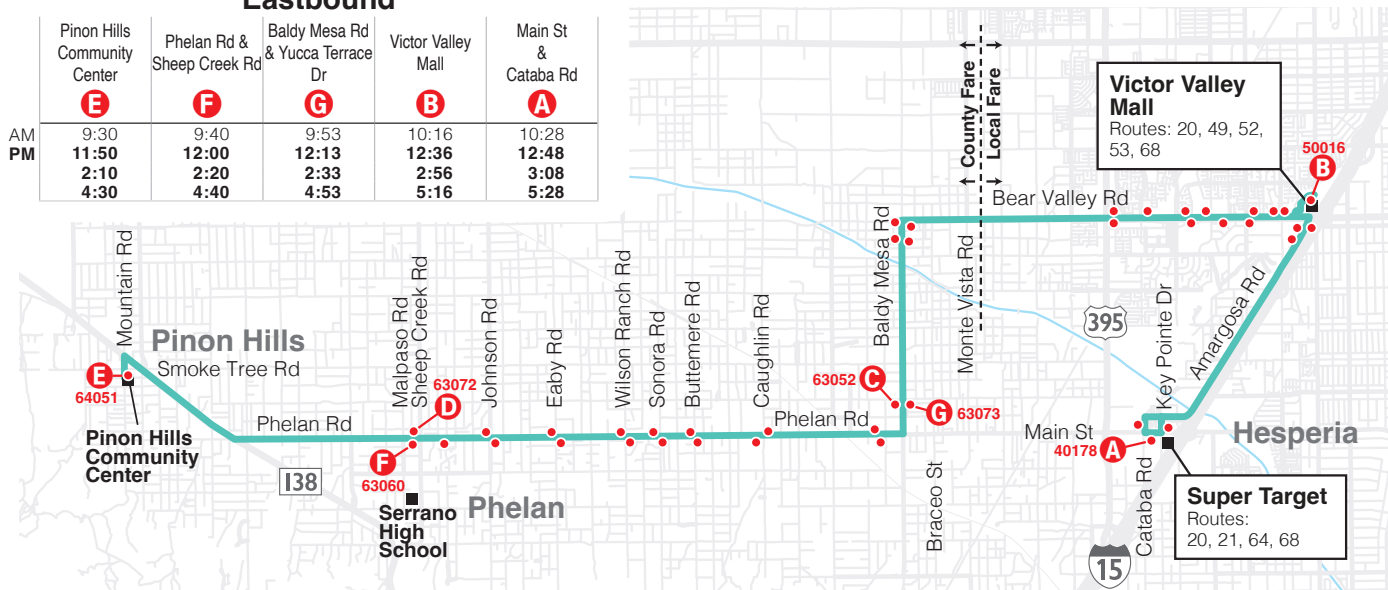 Eastbound
Pinon Hills
Community
Center
Phelan Rd &
Sheep Creek Rd
Baldy Mesa Rd
& Yucca Terrace
Dr
Victor Valley
Mall
Main St
&
Cataba Rd
E F G B A
AM 9:30 9:40 9:53 10:16 10:28
PM 11:50 12:00 12:13 12:36 12:48
2:10 2:20 2:33 2:56 3:08
4:30 4:40 4:53 5:16 5:28
County Fare
Local Fare
Victor Valley
Mall
Routes: 20, 49, 52,
53, 68
50016
B
Bear Valley Rd
Mountain Rd
Pinon Hills
Smoke Tree Rd
E
64051
Pinon Hills
Community
Center
Phelan Rd
138
Malpaso Rd
Sheep Creek Rd
63072
D
F
63060
Serrano
High
School
Phelan
Johnson Rd
Eaby Rd
Wilson Ranch Rd
Sonora Rd
Buttemere Rd
Caughlin Rd
Phelan Rd
Baldy Mesa Rd
63052
C
G
63073
Monte Vista Rd
Braceo St
395
Key Pointe Dr
Amargosa Rd
Main St
40178
A
Cataba Rd
15
Hesperia
Super Target
Routes:
20, 21, 64, 68